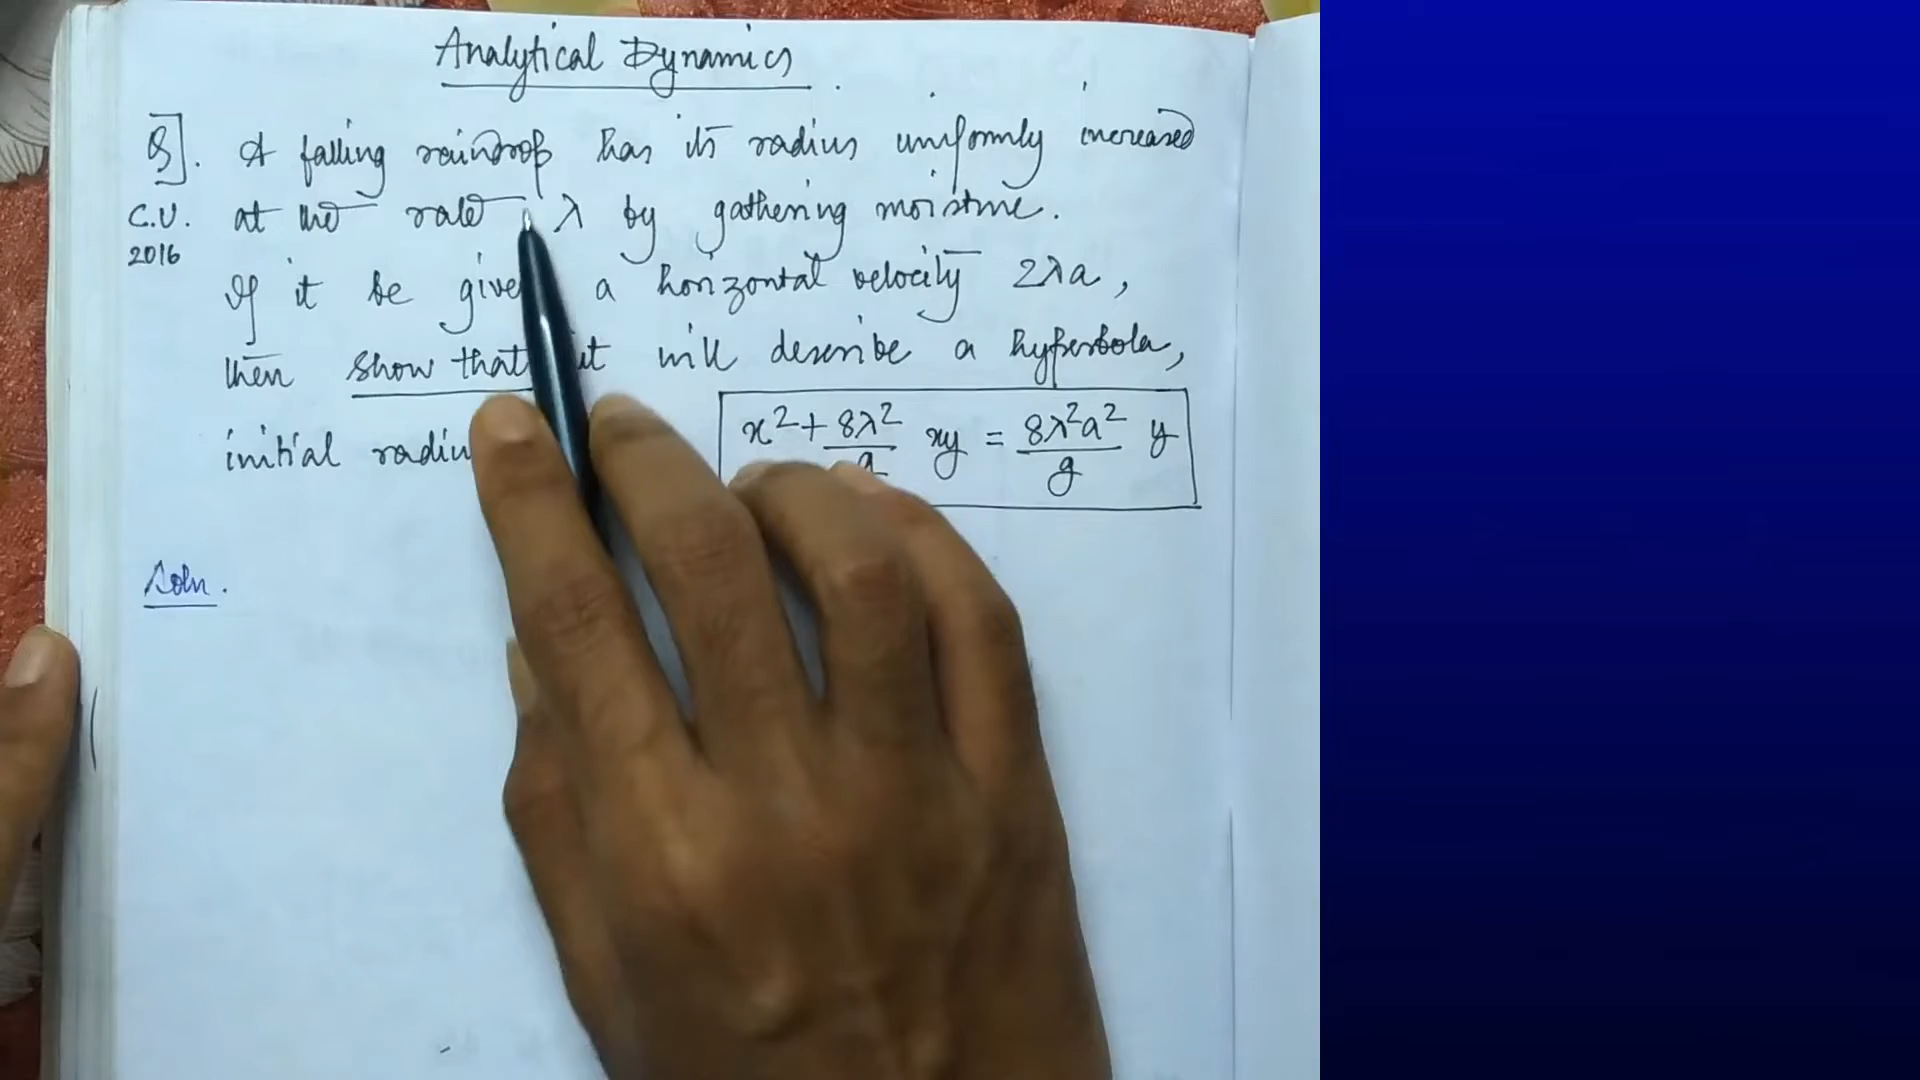 Analytical Dynamics
Q]. A falling raindrop has its radius uniformly increased
C.U. at the rate λ by gathering moisture.
2016
If it be give a horizontal velocity 2λa,
then show that it will describe a hyperbola,
initial radiu x² + 8λ²/ xy = 8λ²a²/g y
Soln.